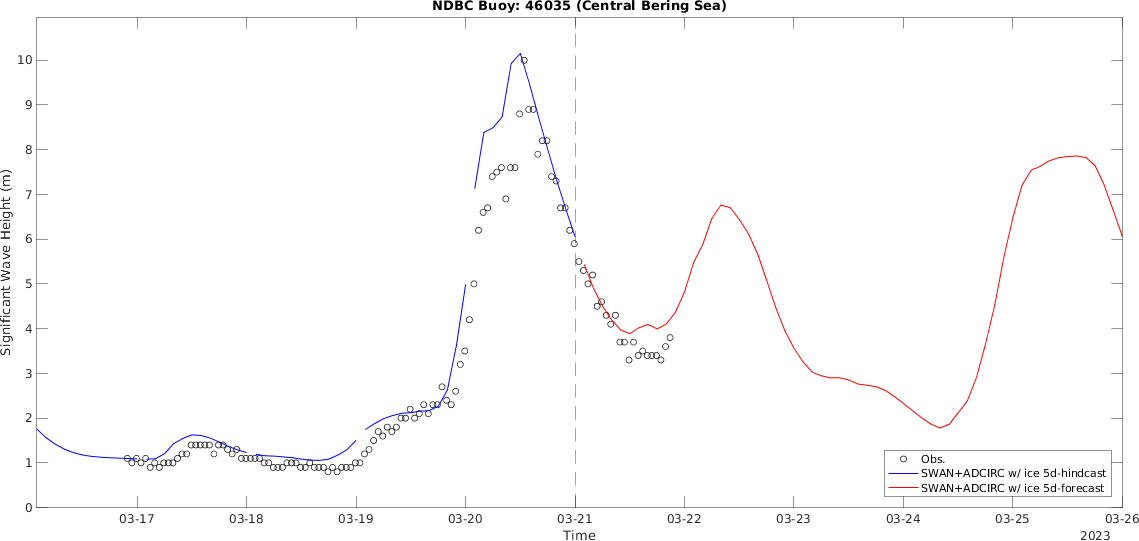 NDBC Buoy: 46035 (Central Bering Sea)
Significant Wave Height (m)
10
9
8
7
6
5
4
3
2
1
0
Obs.
SWAN+ADCIRC w/ ice 5d-hindcast
SWAN+ADCIRC w/ ice 5d-forecast
03-17 03-18 03-19 03-20 03-21 03-22 03-23 03-24 03-25 03-26
Time
2023